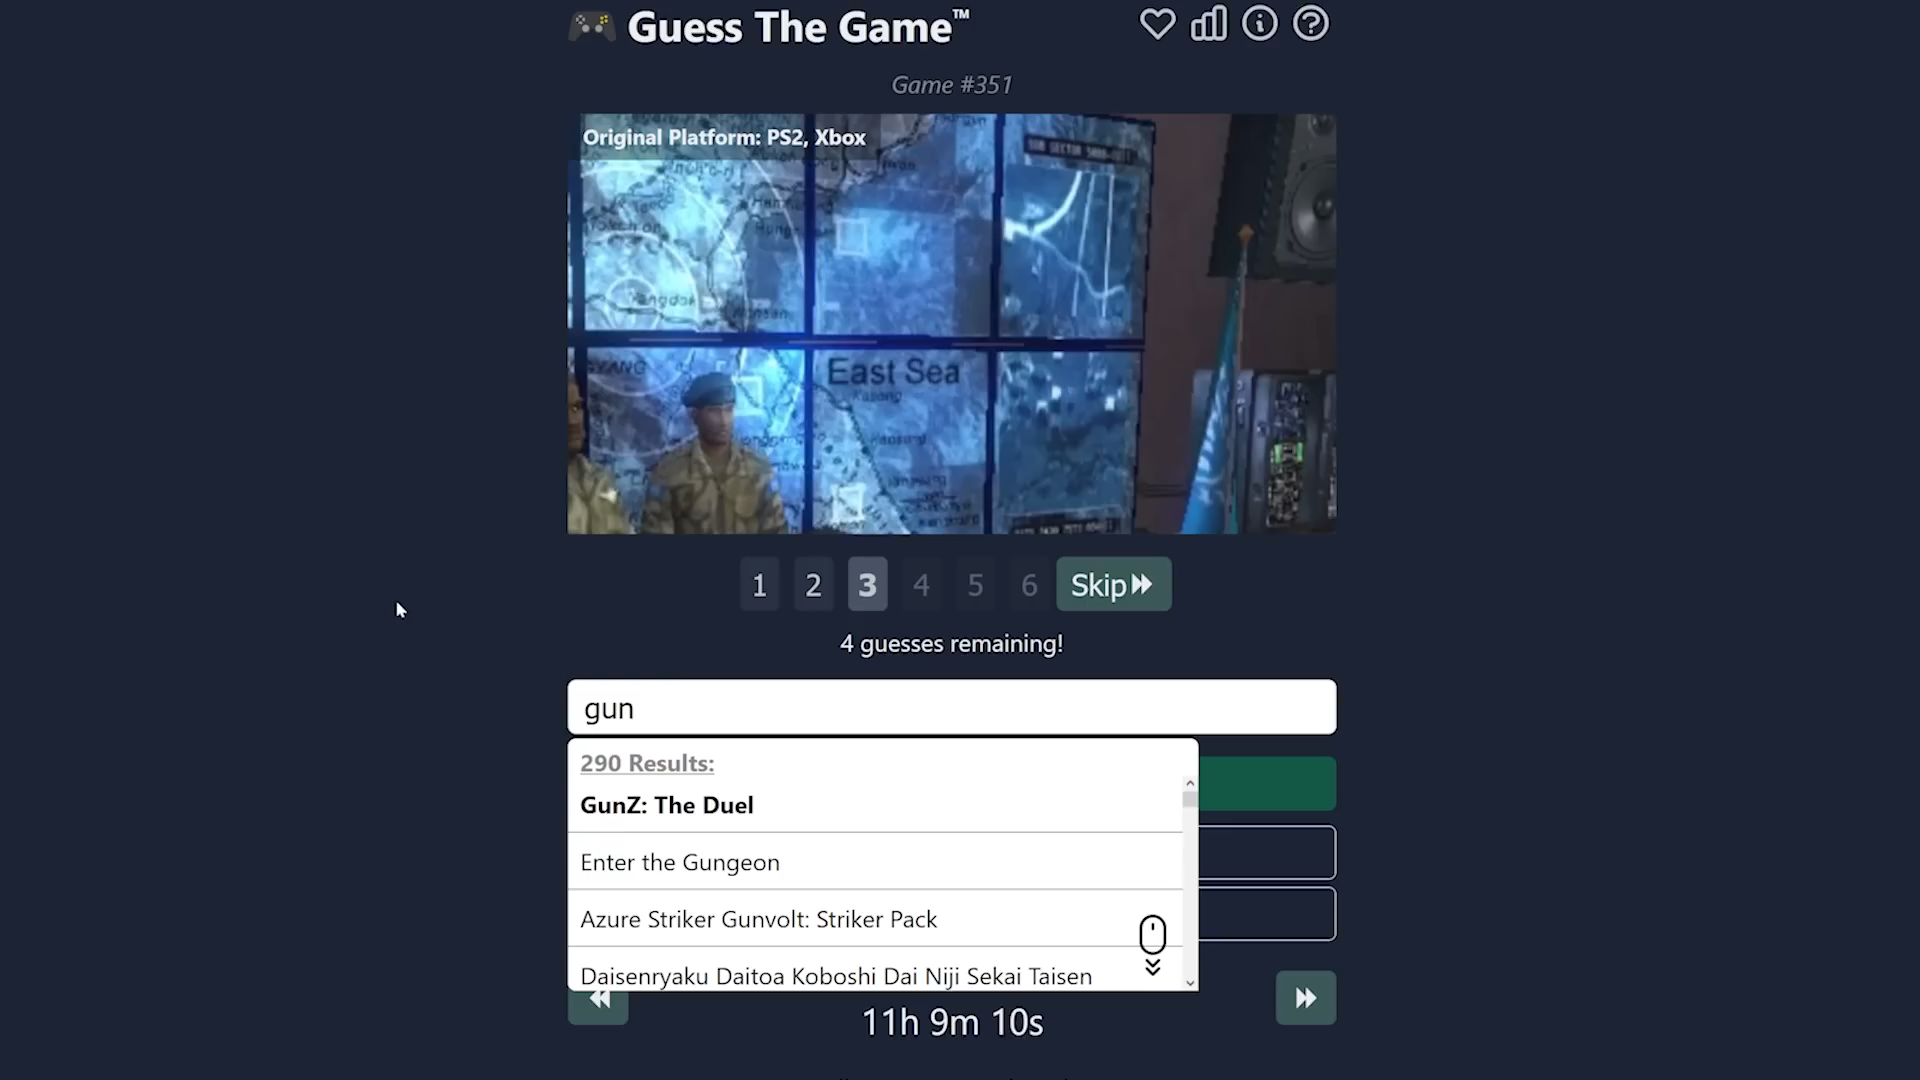 Guess The Game™
Game #351
Original Platform: PS2, Xbox
East Sea
1 2 3 4 5 6 Skip
4 guesses remaining!
gun
290 Results:
GunZ: The Duel
Enter the Gungeon
Azure Striker Gunvolt: Striker Pack
Daisenryaku Daitoa Koboshi Dai Niji Sekai Taisen
11h 9m 10s